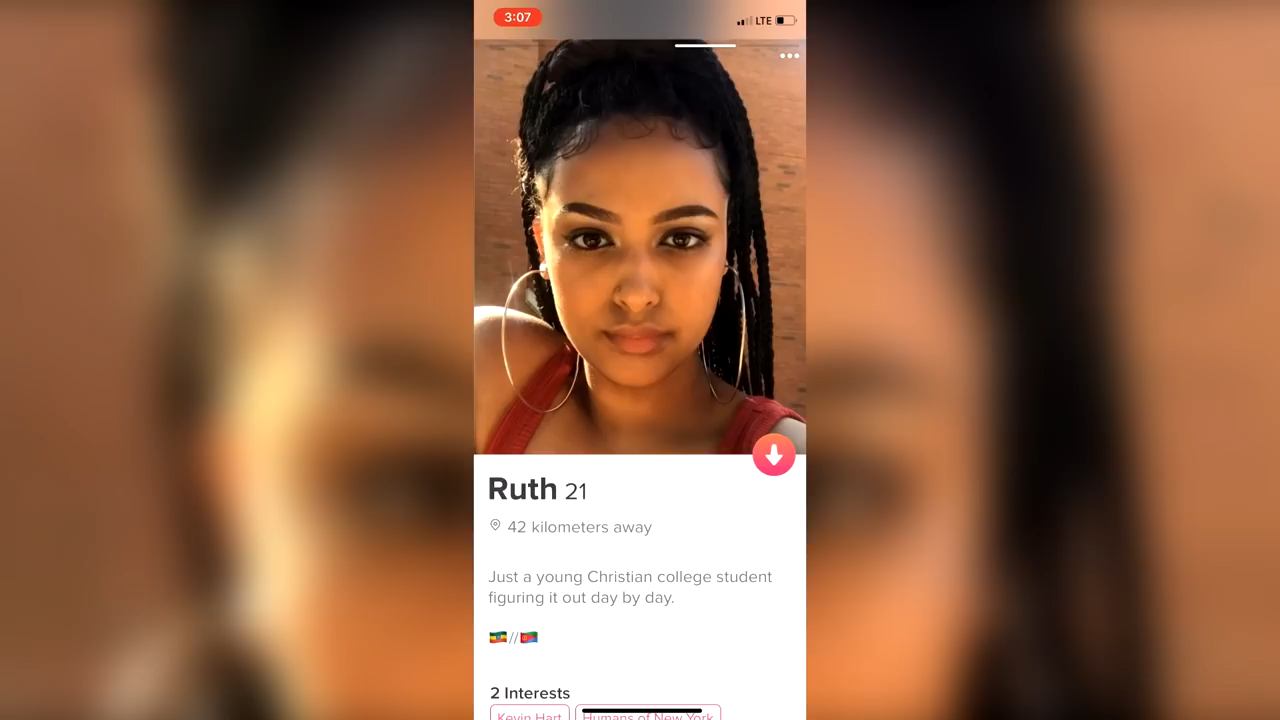 3:07
LTE
Ruth 21
42 kilometers away
Just a young Christian college student
figuring it out day by day.
🇪🇹//🇪🇷
2 Interests
Kevin Hart
Humans of New York